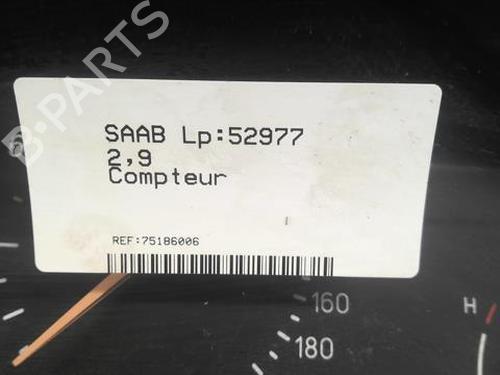 B-PARTS
SAAB Lp:52977
2,9
Compteur
REF:75186006
160
180
H